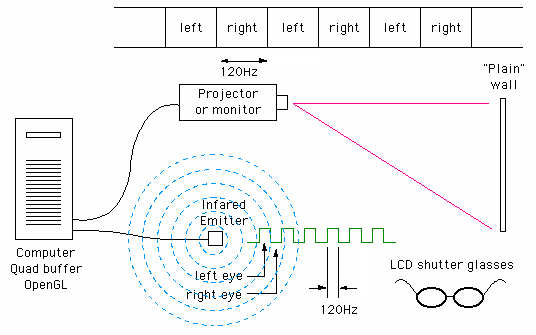 left right left right left right
120Hz
Projector
or monitor
"Plain"
wall
Infared
Emitter
Computer
Quad buffer
OpenGL
left eye
right eye
120Hz
LCD shutter glasses